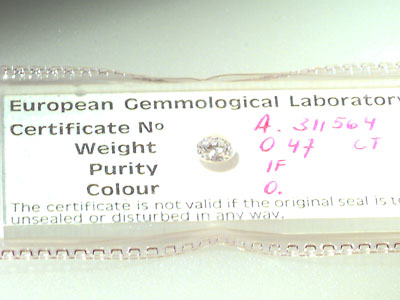 European Gemmological Laboratory
Certificate Nº A. 311564
Weight 0 47 CT
Purity IF
Colour O.
The certificate is not valid if the original seal is
unsealed or disturbed in any way.